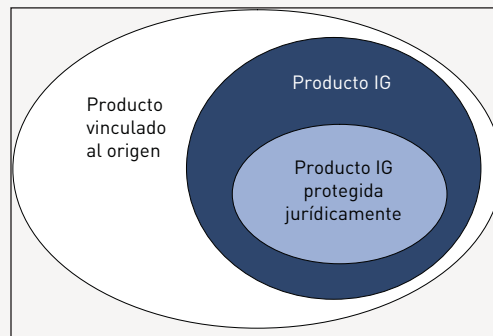 Producto IG
Producto
vinculado
al origen
Producto IG
protegida
jurídicamente